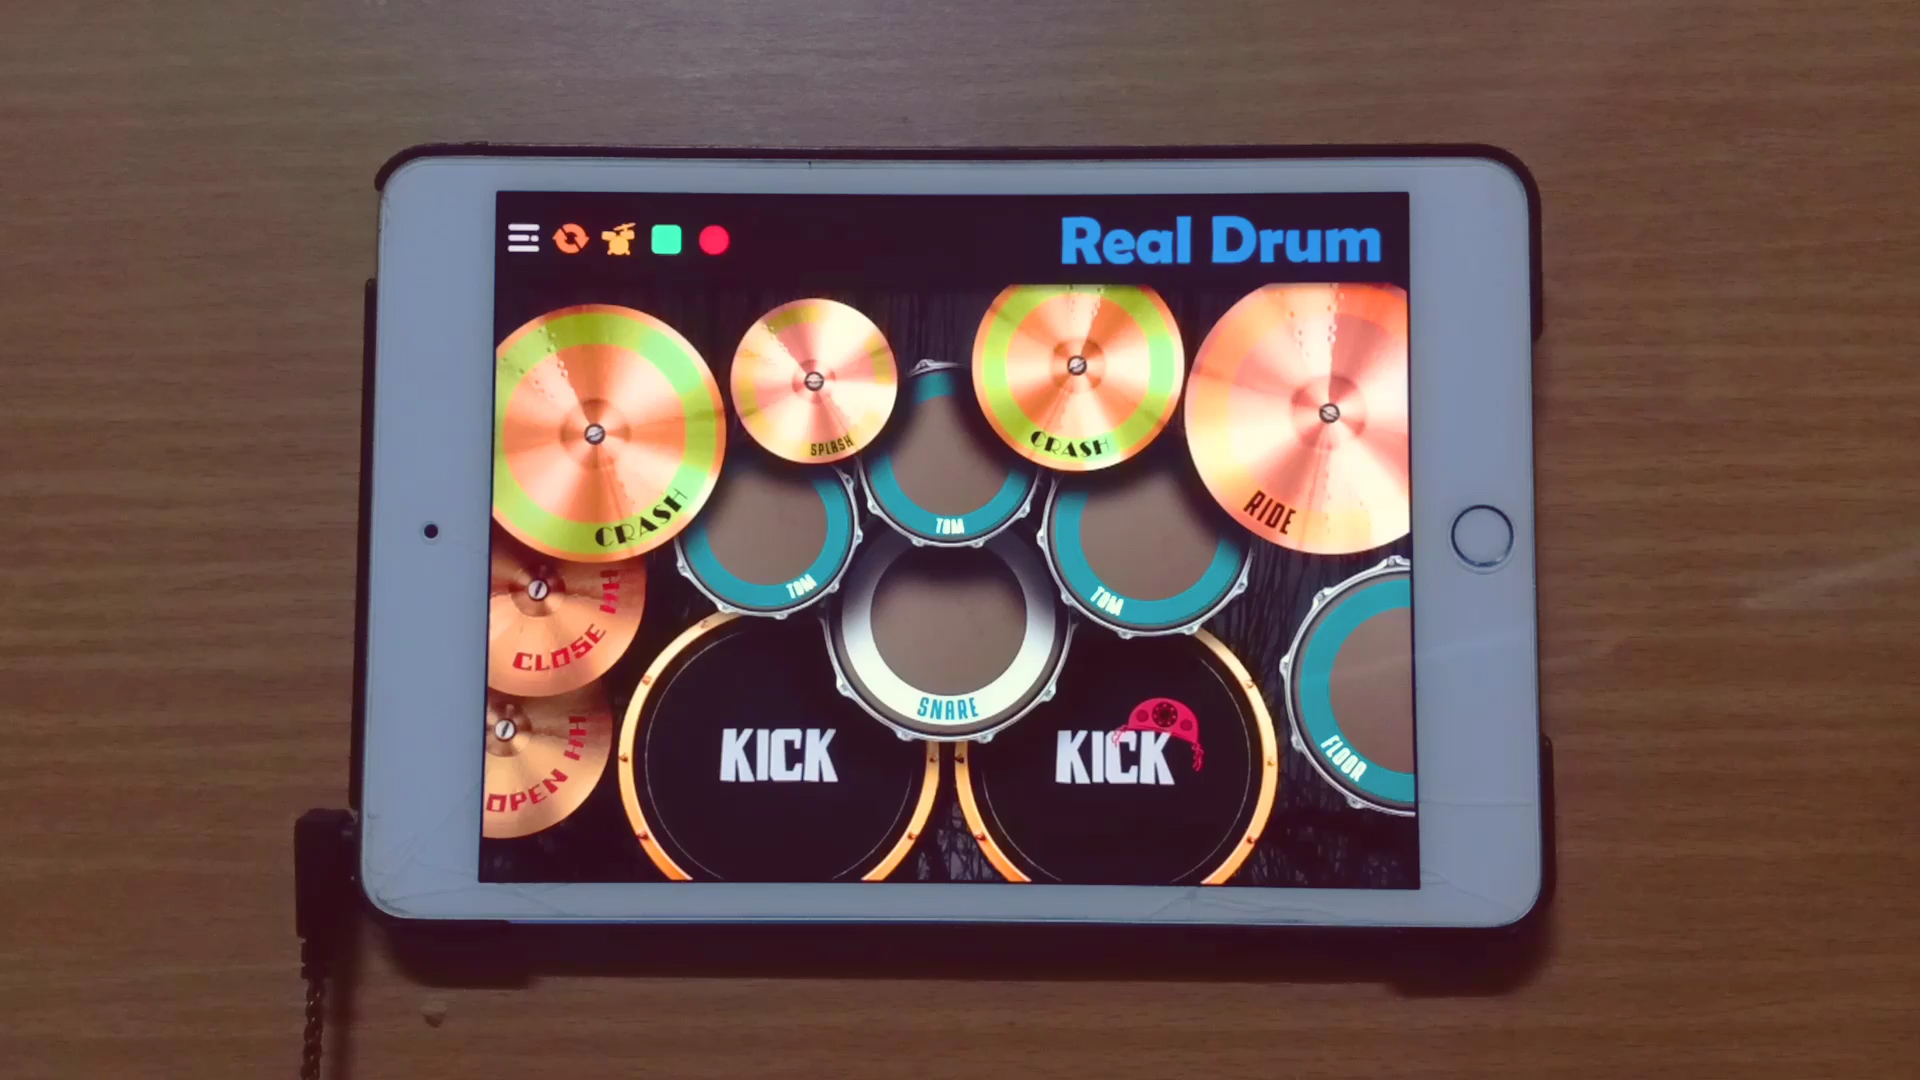 Real Drum
SPLASH
CRASH
CRASH
RIDE
TOM
TOM
TOM
CLOSE HH
SNARE
KICK
KICK
FLOOR
OPEN HH